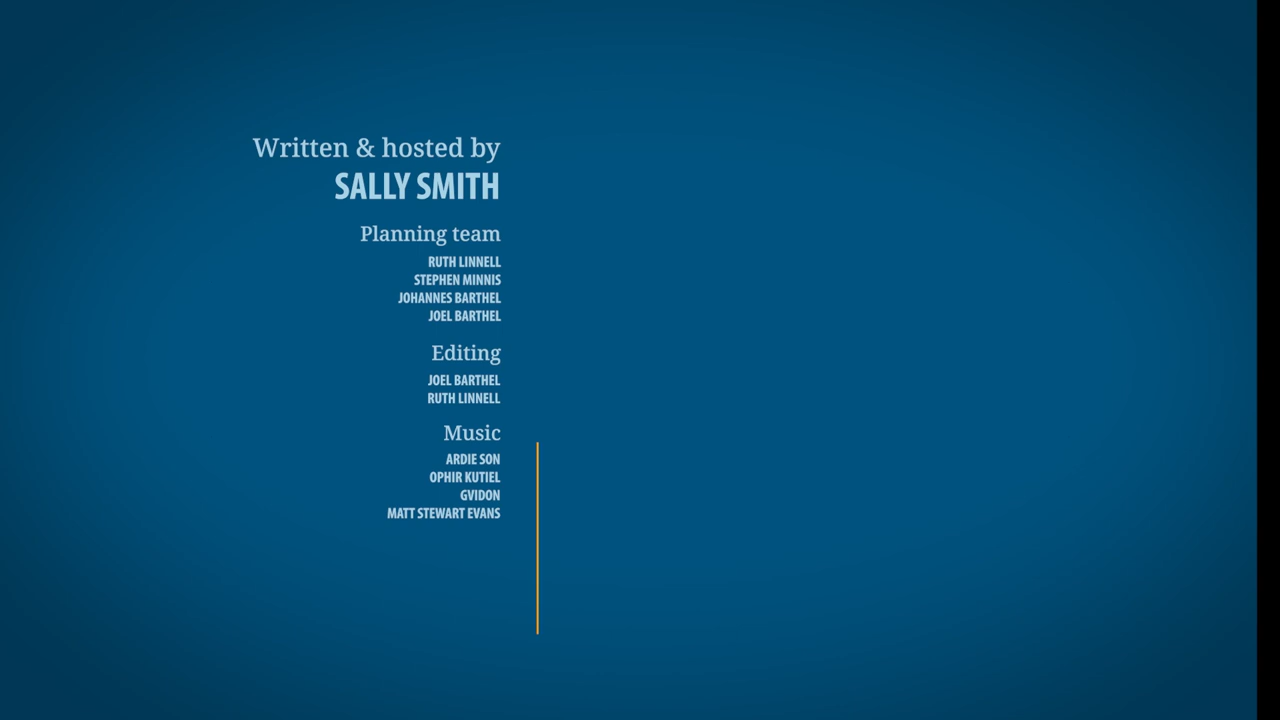 Written & hosted by
SALLY SMITH
Planning team
RUTH LINNELL
STEPHEN MINNIS
JOHANNES BARTHEL
JOEL BARTHEL
Editing
JOEL BARTHEL
RUTH LINNELL
Music
ARDIE SON
OPHIR KUTIEL
GVIDON
MATT STEWART EVANS